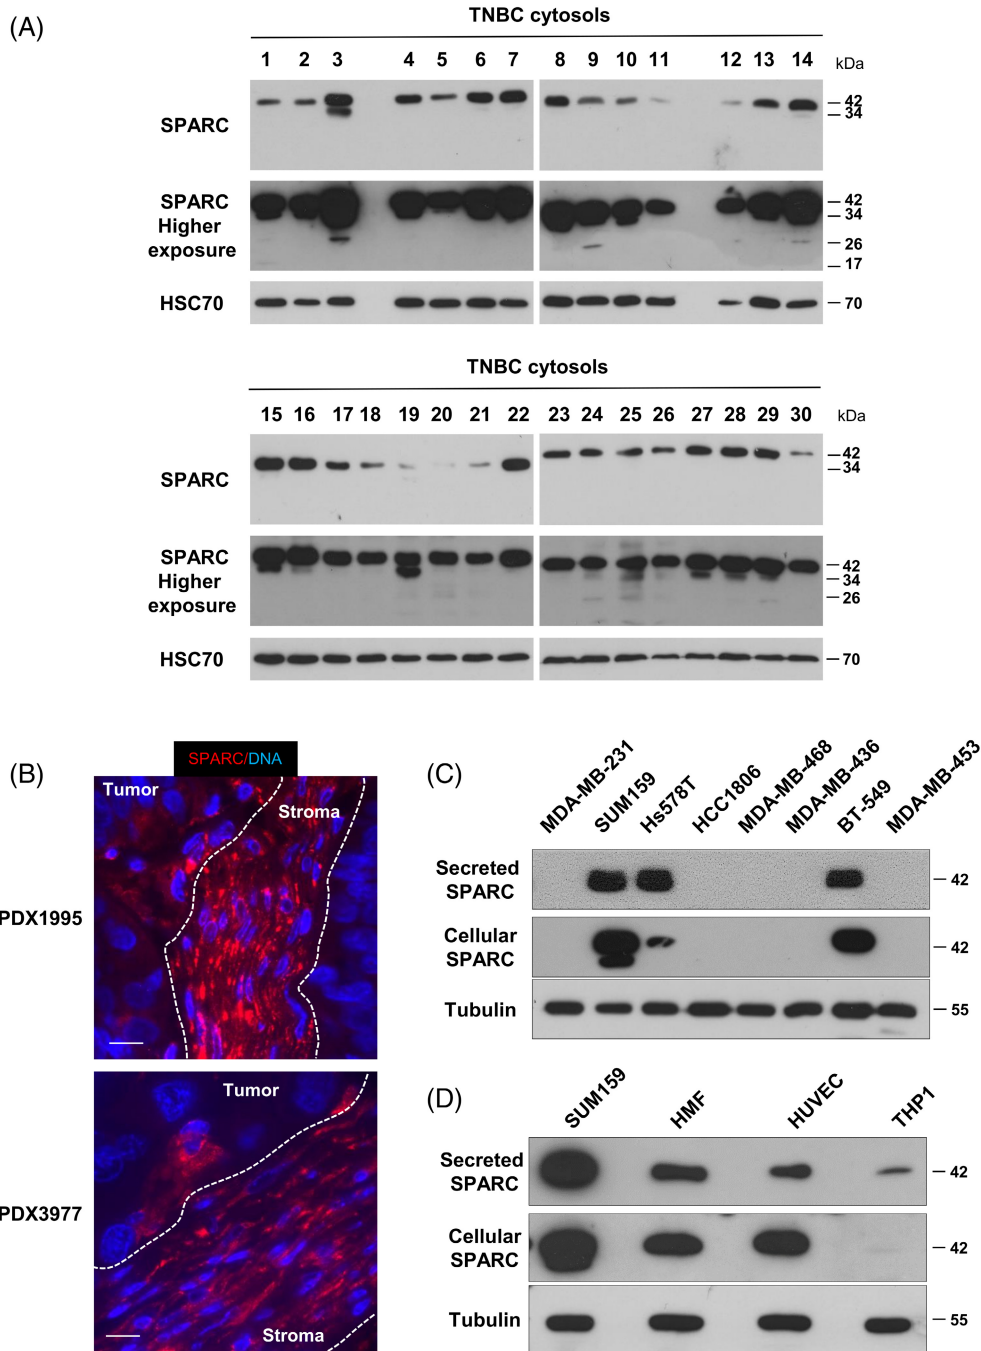 (A)
TNBC cytosols
1 2 3 4 5 6 7 8 9 10 11 12 13 14 kDa
SPARC
42
34
SPARC
Higher
exposure
42
34
26
17
HSC70
70
TNBC cytosols
15 16 17 18 19 20 21 22 23 24 25 26 27 28 29 30 kDa
SPARC
42
34
SPARC
Higher
exposure
42
34
26
HSC70
70
(B)
SPARC/DNA
Tumor
Stroma
PDX1995
Tumor
PDX3977
Stroma
(C)
MDA-MB-231 SUM159 Hs578T HCC1806 MDA-MB-468 MDA-MB-436 BT-549 MDA-MB-453
Secreted
SPARC
42
Cellular
SPARC
42
Tubulin
55
(D)
SUM159 HMF HUVEC THP1
Secreted
SPARC
42
Cellular
SPARC
42
Tubulin
55